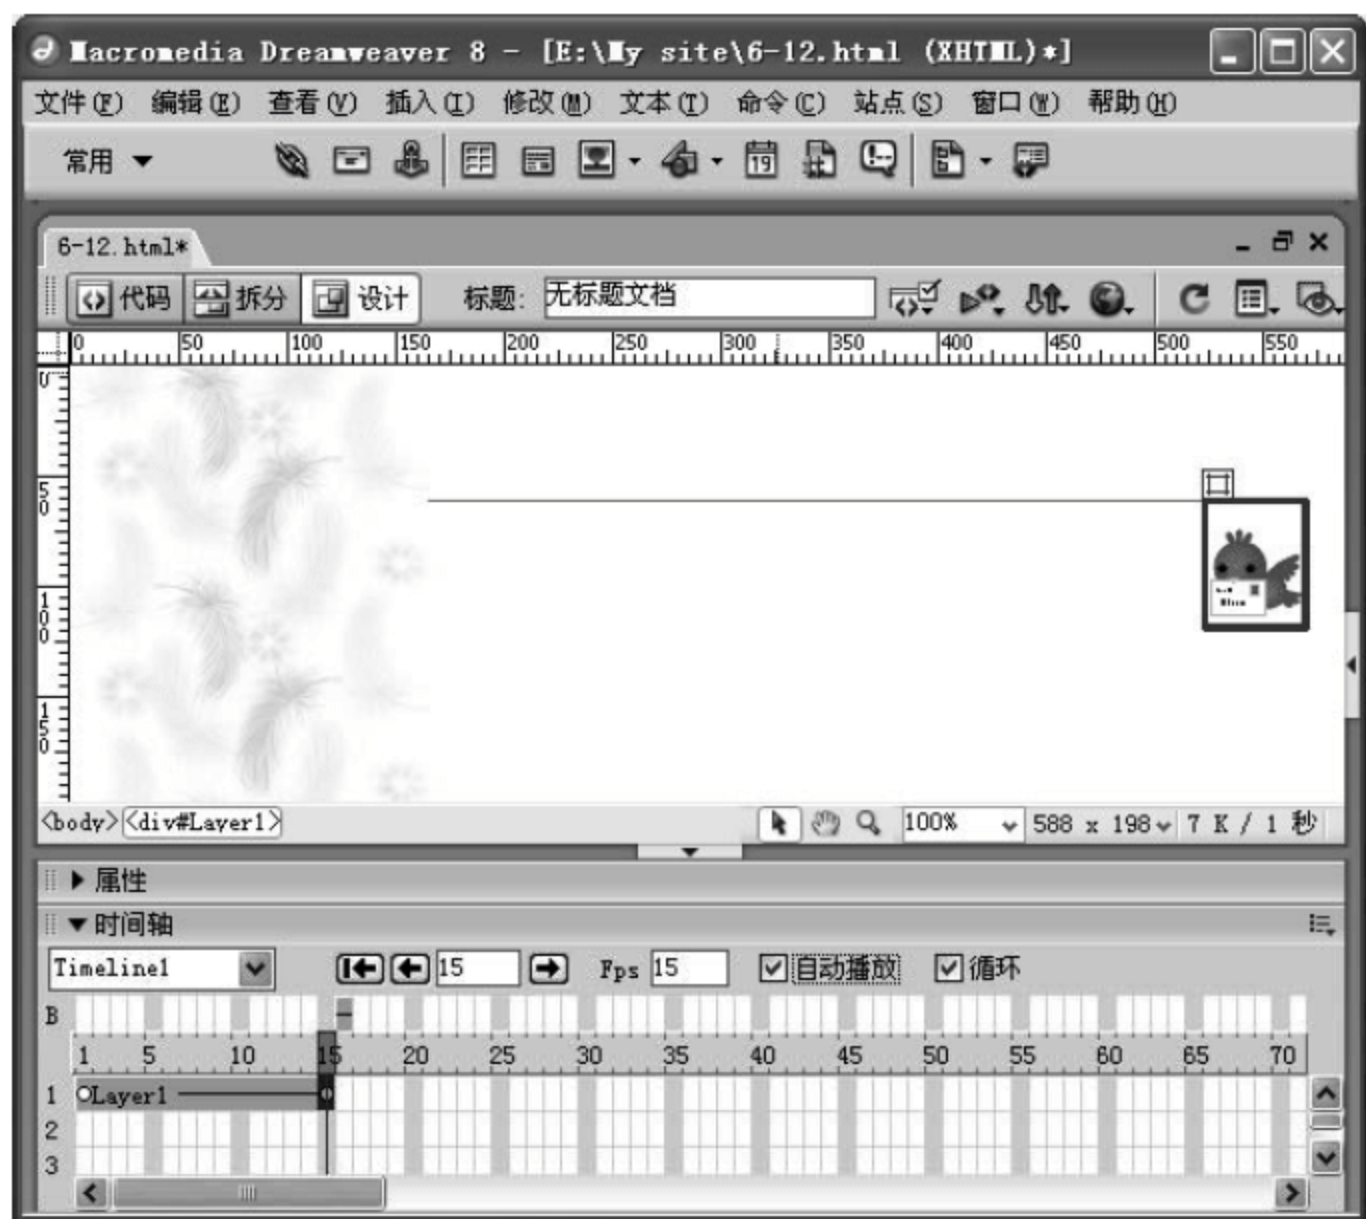 Macromedia Dreamweaver 8 - [E:\My site\6-12.html (XHTML)*]
文件(F) 编辑(E) 查看(V) 插入(I) 修改(M) 文本(T) 命令(C) 站点(S) 窗口(W) 帮助(H)
常用
19
6-12.html*
代码 拆分 设计 标题: 无标题文档
0 50 100 150 200 250 300 350 400 450 500 550
0
50
100
150
<body> <div#Layer1> 100% 588 x 198 7 K / 1 秒
属性
时间轴
Timeline1 15 Fps 15 自动播放 循环
B
1 5 10 15 20 25 30 35 40 45 50 55 60 65 70
1 Layer1
2
3